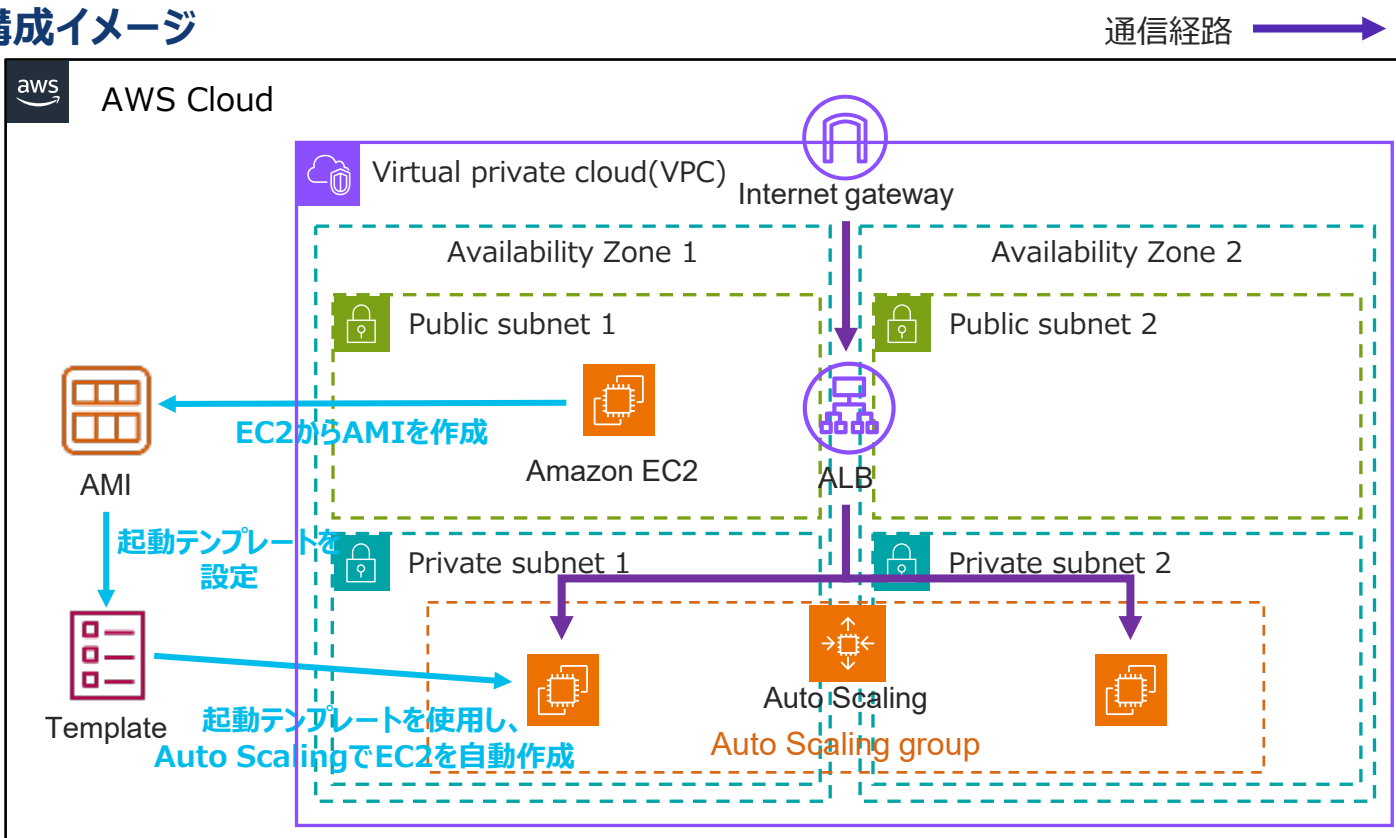 構成イメージ
通信経路
aws
AWS Cloud
Virtual private cloud(VPC)
Internet gateway
Availability Zone 1
Availability Zone 2
Public subnet 1
Public subnet 2
EC2からAMIを作成
Amazon EC2
ALB
AMI
起動テンプレートを
設定
Private subnet 1
Private subnet 2
Template
起動テンプレートを使用し、
Auto ScalingでEC2を自動作成
Auto Scaling
Auto Scaling group